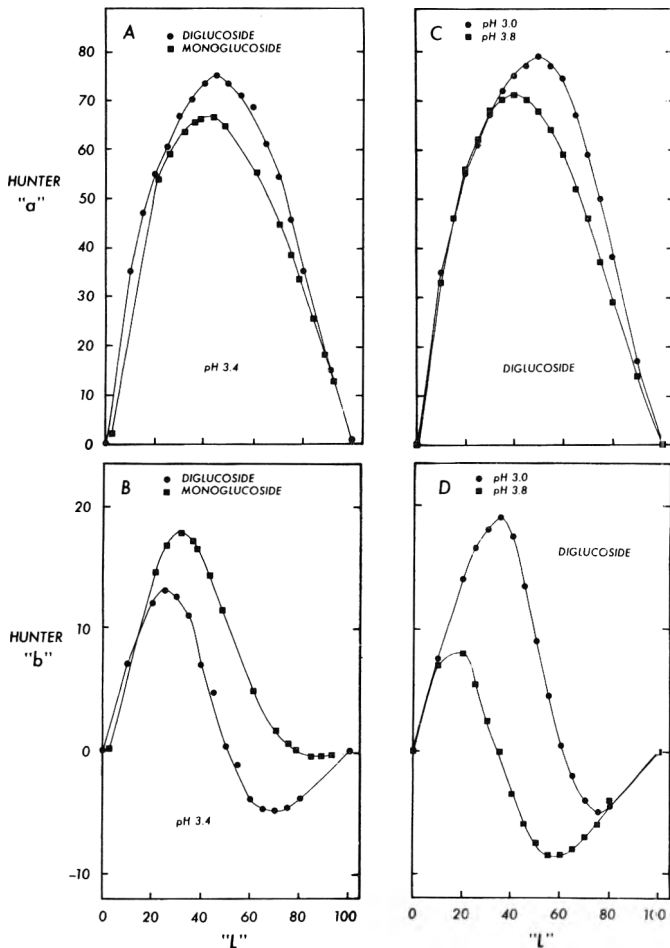 A
DIGLUCOSIDE
MONOGLUCOSIDE
80
70
60
50
40
30
20
10
0
HUNTER
"a"
pH 3.4
C
pH 3.0
pH 3.8
DIGLUCOSIDE
B
DIGLUCOSIDE
MONOGLUCOSIDE
20
10
0
-10
HUNTER
"b"
pH 3.4
0 20 40 60 80 100
"L"
D
pH 3.0
pH 3.8
DIGLUCOSIDE
0 20 40 60 80 100
"L"